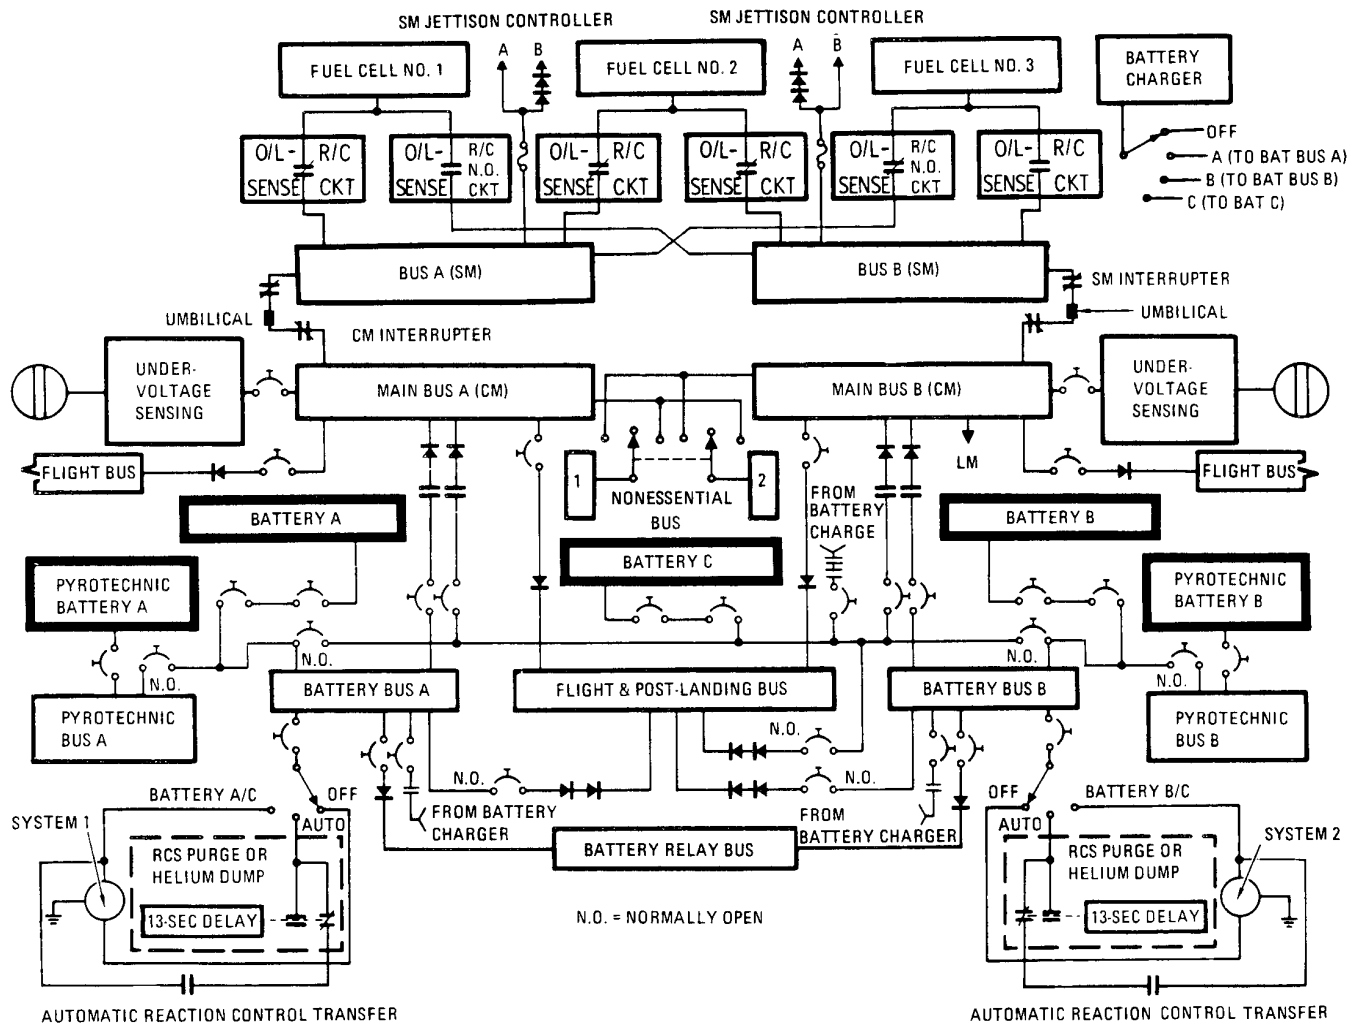 SM JETTISON CONTROLLER
SM JETTISON CONTROLLER
A
B
A
B
FUEL CELL NO. 1
FUEL CELL NO. 2
FUEL CELL NO. 3
BATTERY
CHARGER
OFF
A (TO BAT BUS A)
B (TO BAT BUS B)
C (TO BAT C)
O/L- R/C
SENSE CKT
O/L- R/C
N.O.
SENSE CKT
O/L- R/C
SENSE CKT
O/L- R/C
SENSE CKT
O/L- R/C
N.O.
SENSE CKT
O/L- R/C
SENSE CKT
BUS A (SM)
BUS B (SM)
SM INTERRUPTER
UMBILICAL
UMBILICAL
CM INTERRUPTER
UNDER-
VOLTAGE
SENSING
MAIN BUS A (CM)
MAIN BUS B (CM)
UNDER-
VOLTAGE
SENSING
FLIGHT BUS
LM
FLIGHT BUS
1
NONESSENTIAL
BUS
2
FROM
BATTERY
CHARGE
BATTERY A
BATTERY B
BATTERY C
PYROTECHNIC
BATTERY A
PYROTECHNIC
BATTERY B
N.O.
N.O.
N.O.
N.O.
BATTERY BUS A
FLIGHT & POST-LANDING BUS
BATTERY BUS B
PYROTECHNIC
BUS A
PYROTECHNIC
BUS B
N.O.
N.O.
N.O.
BATTERY A/C
OFF
AUTO
FROM BATTERY
CHARGER
FROM
BATTERY CHARGER
OFF
AUTO
BATTERY B/C
SYSTEM 1
SYSTEM 2
BATTERY RELAY BUS
RCS PURGE OR
HELIUM DUMP
13-SEC DELAY
RCS PURGE OR
HELIUM DUMP
13-SEC DELAY
N.O. = NORMALLY OPEN
AUTOMATIC REACTION CONTROL TRANSFER
AUTOMATIC REACTION CONTROL TRANSFER